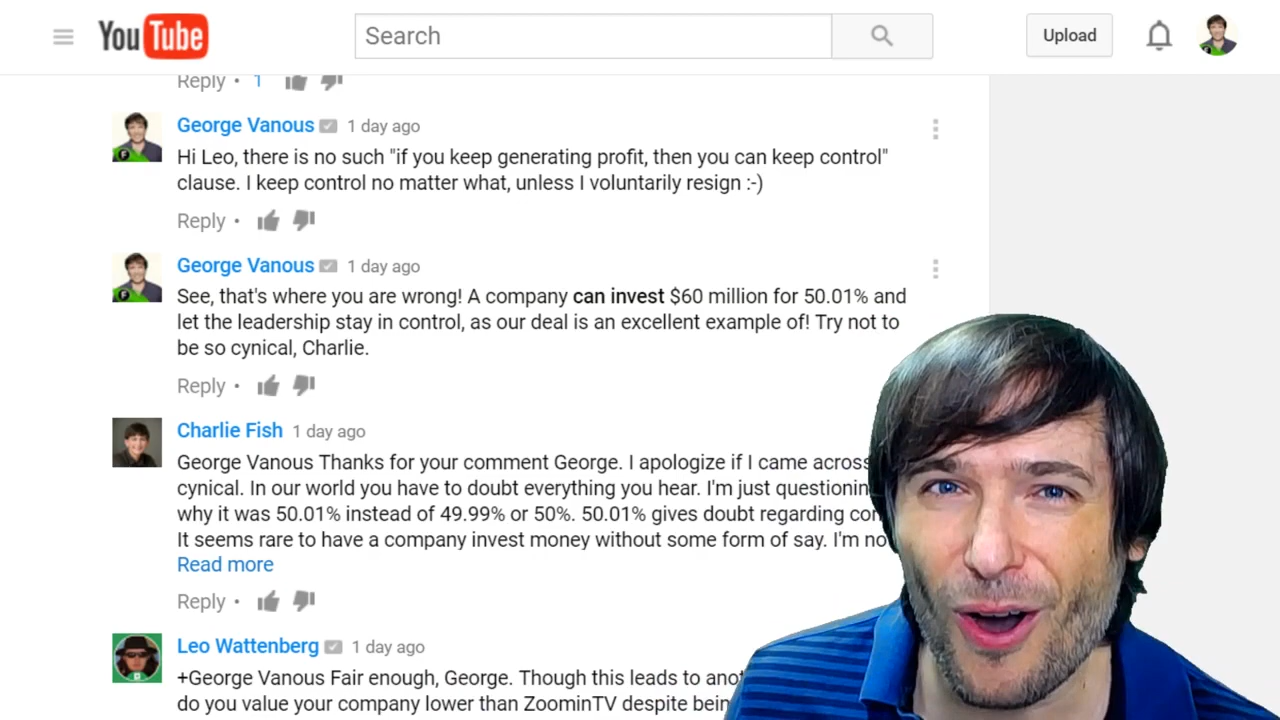 YouTube
Search
Upload
Reply • 1
George Vanous 1 day ago
Hi Leo, there is no such "if you keep generating profit, then you can keep control"
clause. I keep control no matter what, unless I voluntarily resign :-)
Reply •
George Vanous 1 day ago
See, that's where you are wrong! A company can invest $60 million for 50.01% and
let the leadership stay in control, as our deal is an excellent example of! Try not to
be so cynical, Charlie.
Reply •
Charlie Fish 1 day ago
George Vanous Thanks for your comment George. I apologize if I came across
cynical. In our world you have to doubt everything you hear. I'm just
why it was 50.01% instead of 49.99% or 50%. 50.01% gives doubt regarding
It seems rare to have a company invest money without some form of say. I'm
Read more
Reply •
Leo Wattenberg 1 day ago
+George Vanous Fair enough, George. Though this leads to
do you value your company lower than ZoominTV despite